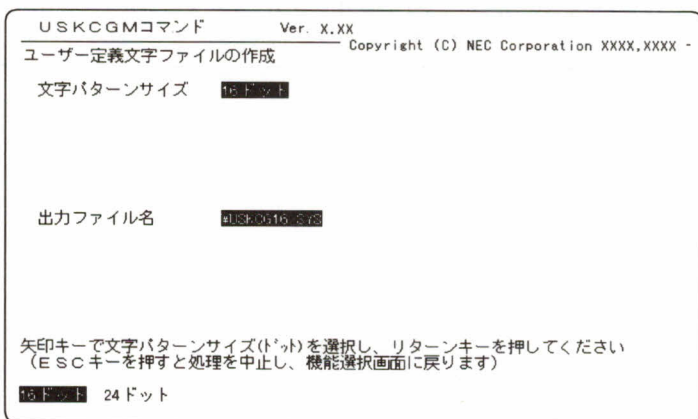 USKCGMコマンド Ver. X.XX
Copyright (C) NEC Corporation XXXX,XXXX -
ユーザー定義文字ファイルの作成
文字パターンサイズ 16ドット
出力ファイル名 ¥USKCG16.SYS
矢印キーで文字パターンサイズ(ドット)を選択し、リターンキーを押してください
(ESCキーを押すと処理を中止し、機能選択画面に戻ります)
16ドット 24ドット